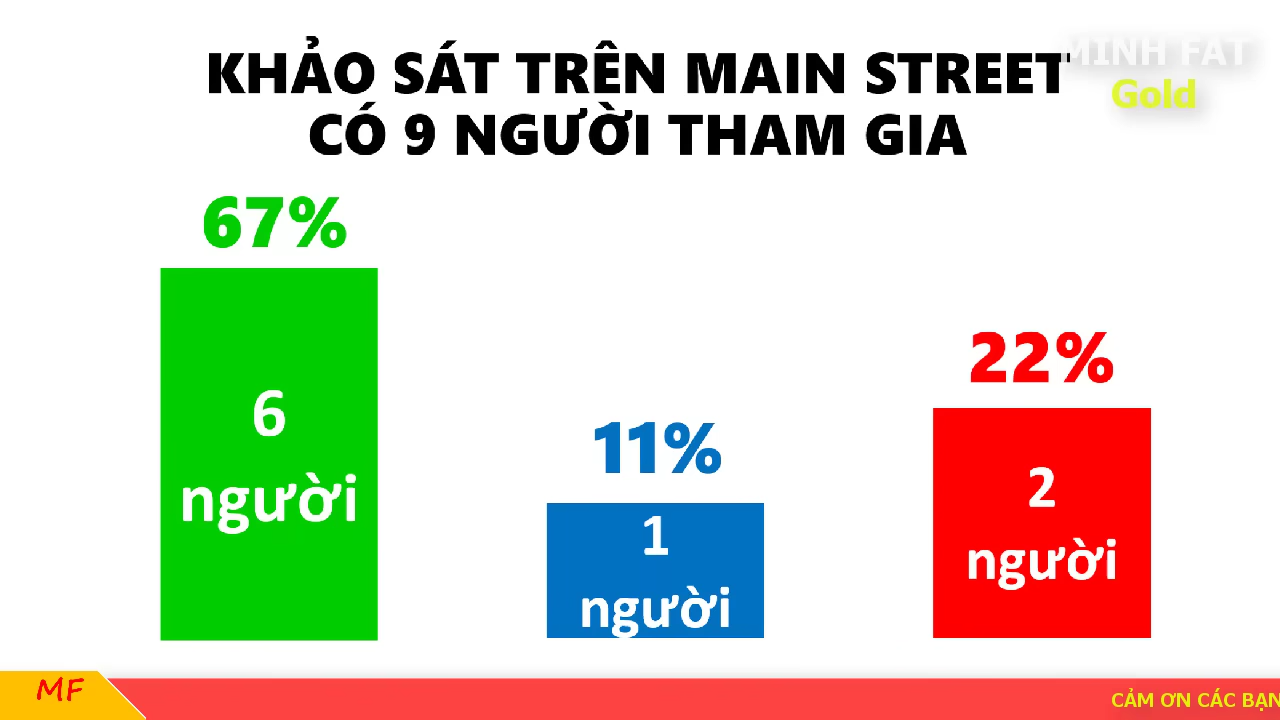 KHẢO SÁT TRÊN MAIN STREET
CÓ 9 NGƯỜI THAM GIA
MINH FAT
Gold
67%
6
người
11%
1
người
22%
2
người
MF
CẢM ƠN CÁC BẠN